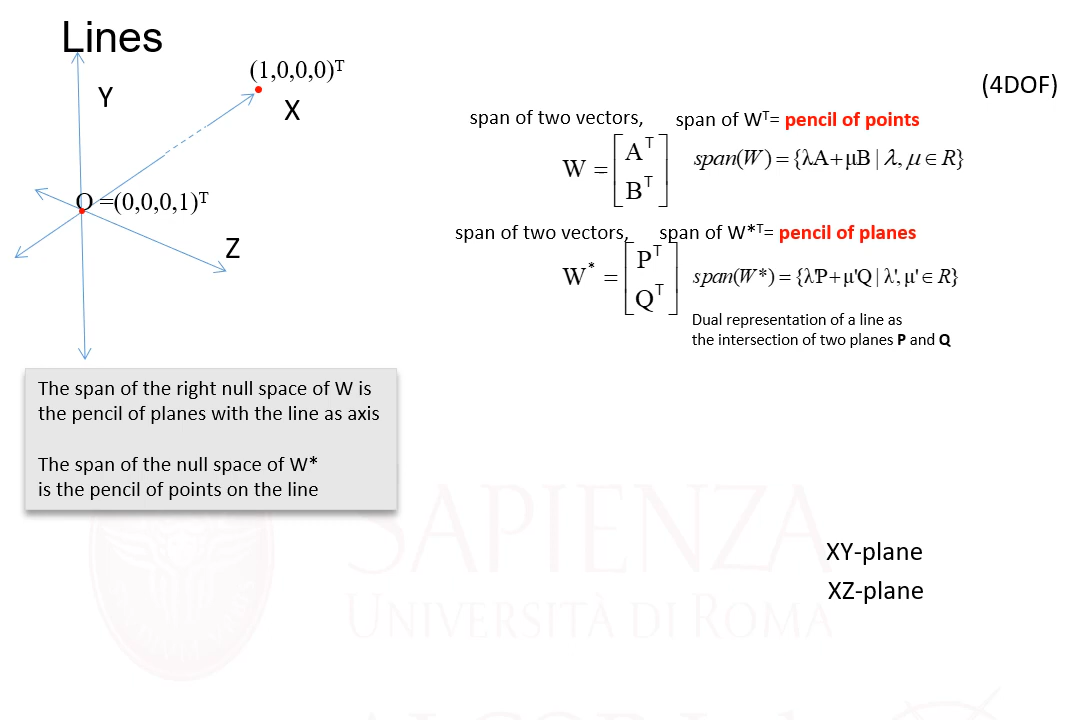 Lines
(1,0,0,0)ᵀ
Y
X
O =(0,0,0,1)ᵀ
Z
(4DOF)
span of two vectors, span of Wᵀ= pencil of points
W = [Aᵀ
Bᵀ] span(W) = {λA+μB | λ, μ ∈ R}
span of two vectors, span of W*ᵀ= pencil of planes
W* = [Pᵀ
Qᵀ] span(W*) = {λ'P+μ'Q | λ', μ' ∈ R}
Dual representation of a line as
the intersection of two planes P and Q
The span of the right null space of W is
the pencil of planes with the line as axis
The span of the null space of W*
is the pencil of points on the line
XY-plane
XZ-plane
SAPIENZA
UNIVERSITÀ DI ROMA